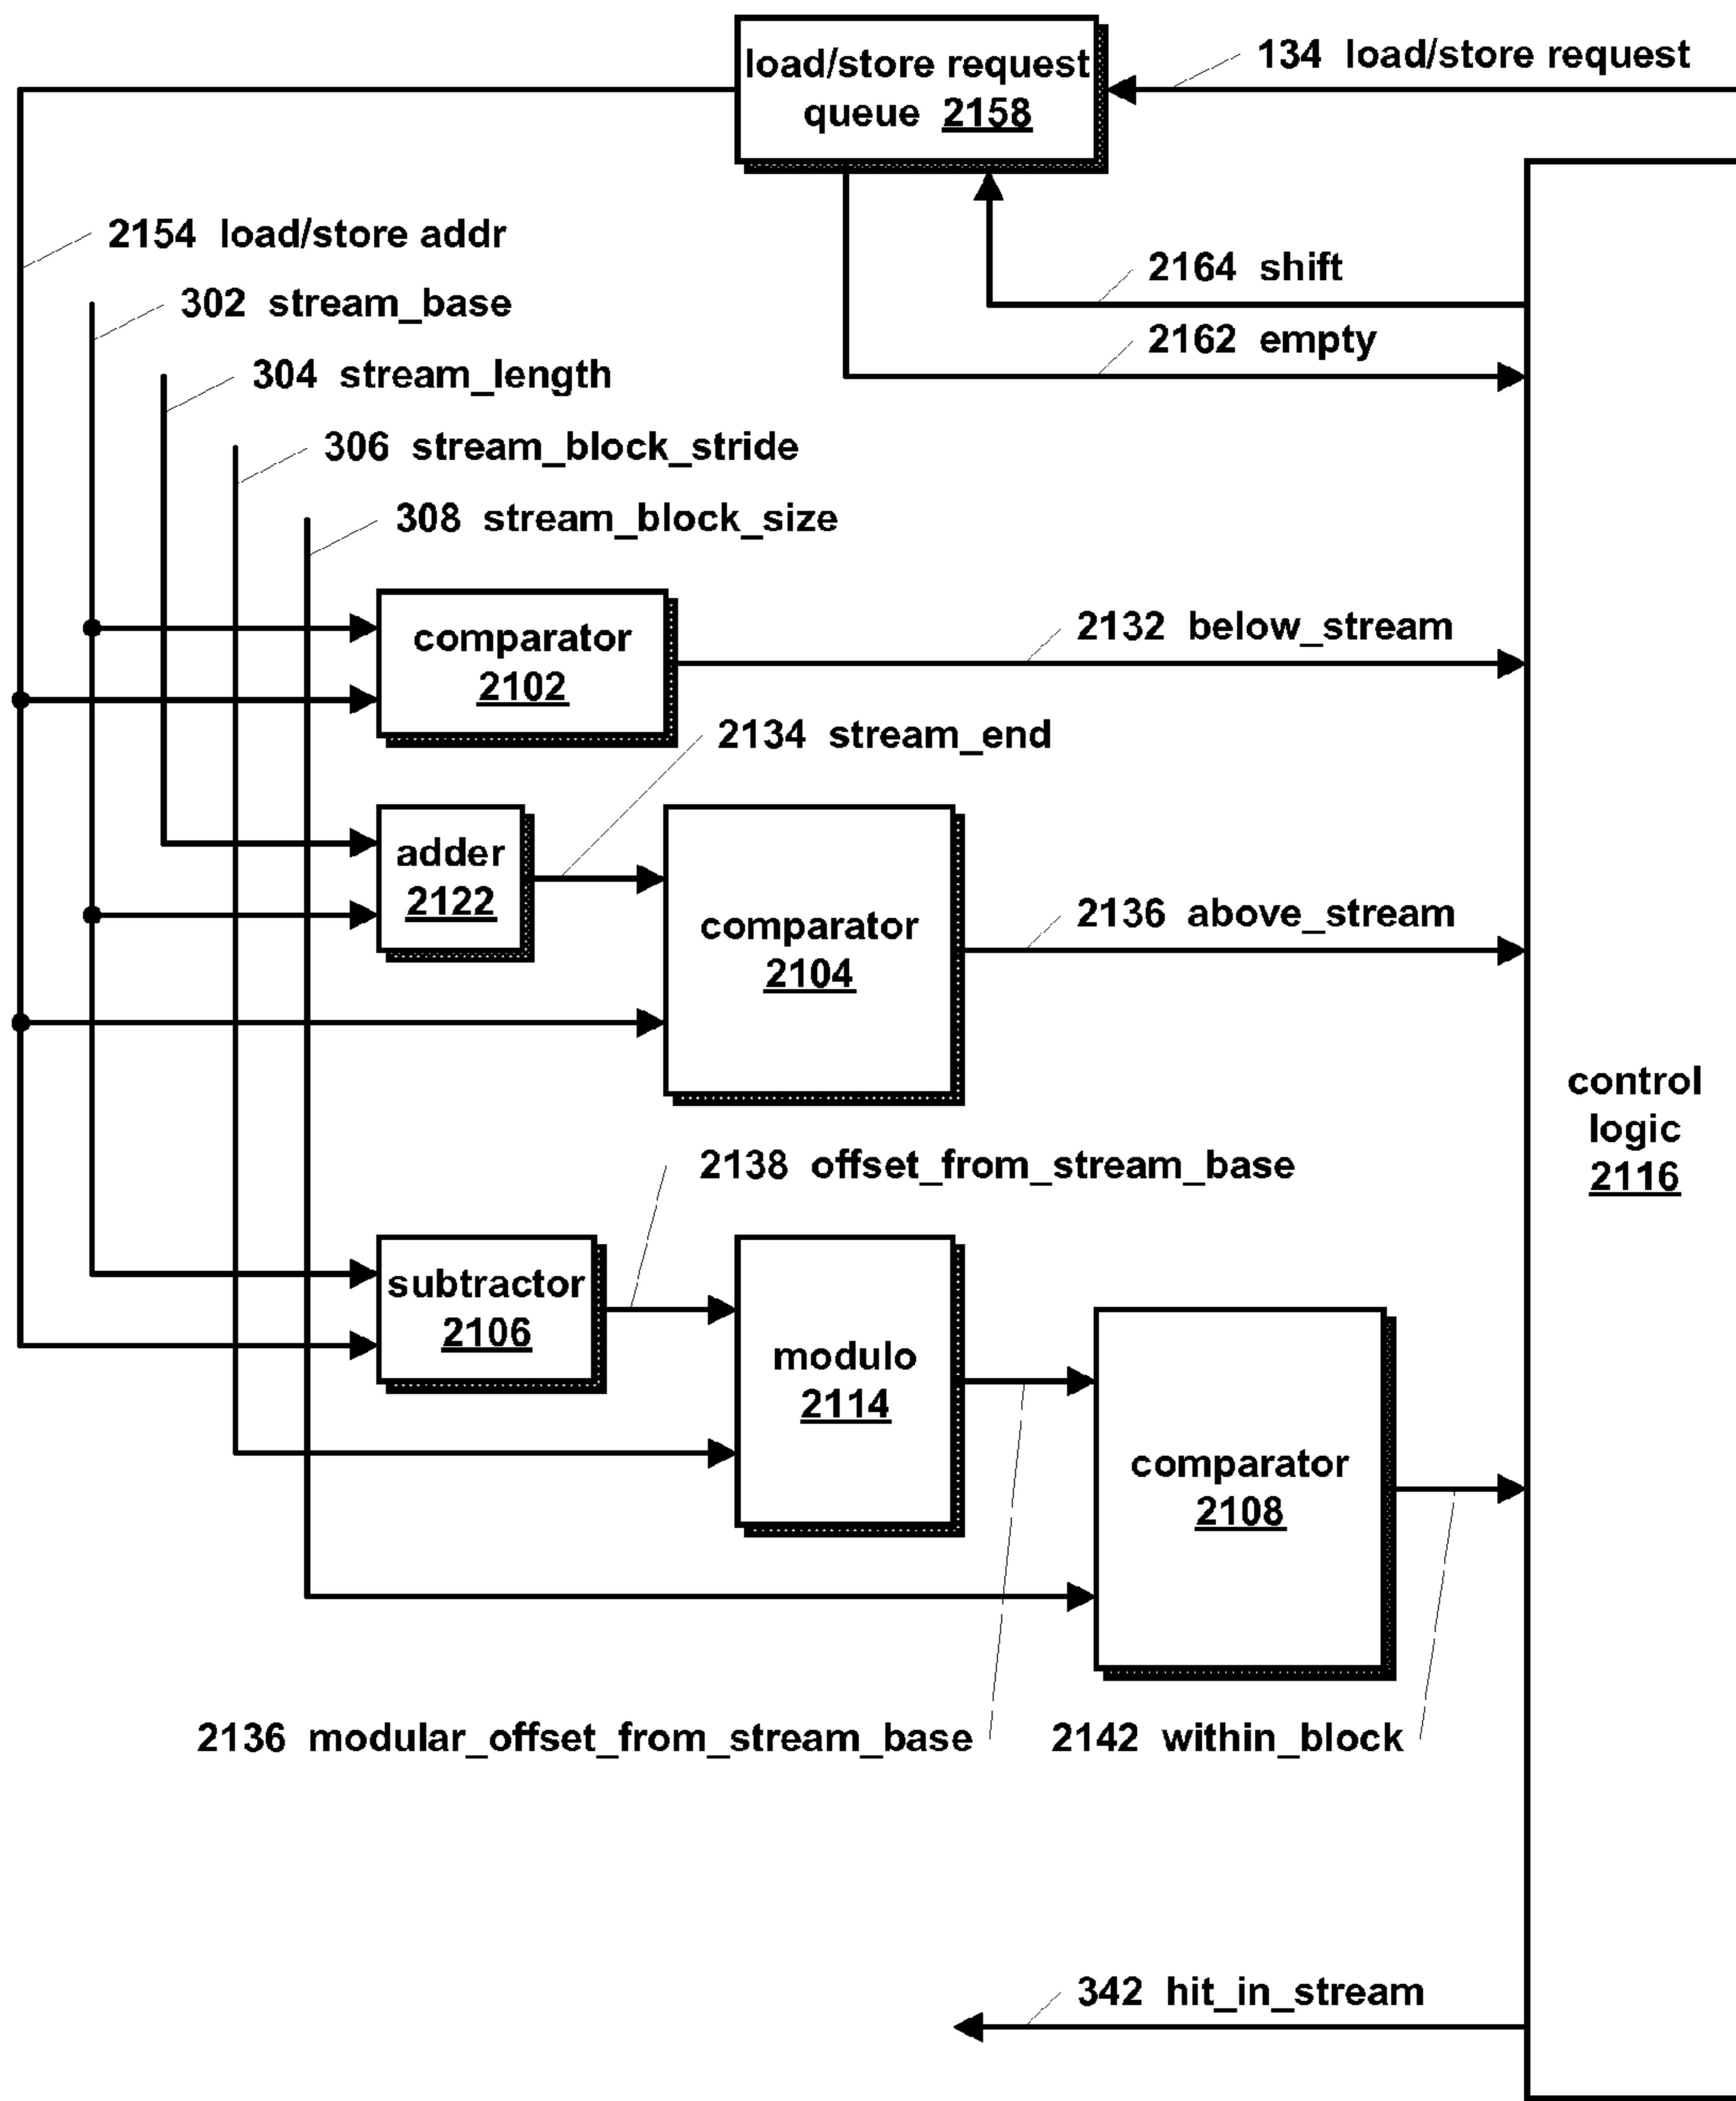 load/store request
queue 2158
134 load/store request
2154 load/store addr
302 stream_base
2164 shift
304 stream_length
2162 empty
306 stream_block_stride
308 stream_block_size
comparator
2102
2132 below_stream
2134 stream_end
adder
2122
comparator
2104
2136 above_stream
control
logic
2116
2138 offset_from_stream_base
subtractor
2106
modulo
2114
comparator
2108
2136 modular_offset_from_stream_base
2142 within_block
342 hit_in_stream